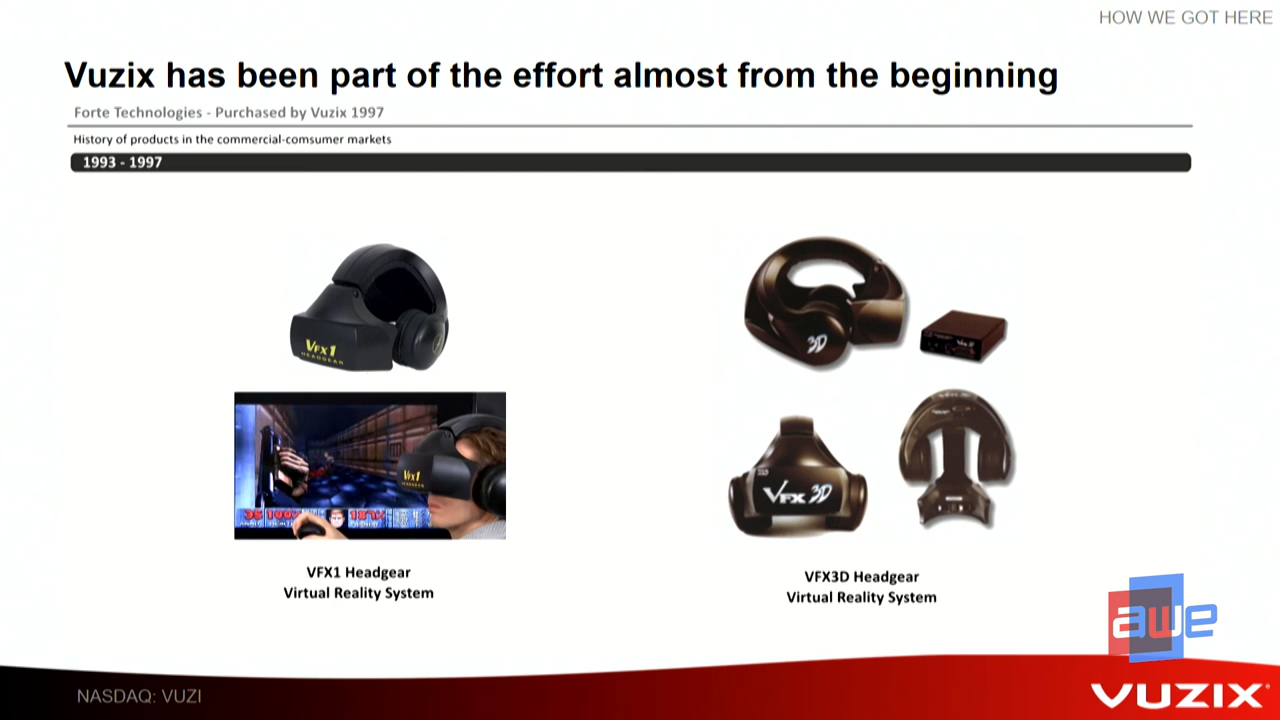 HOW WE GOT HERE
Vuzix has been part of the effort almost from the beginning
Forte Technologies - Purchased by Vuzix 1997
History of products in the commercial-comsumer markets
1993 - 1997
VFX1
HEADGEAR
3D
VFX1
HEADGEAR
VFX 3D
VFX1 Headgear
Virtual Reality System
VFX3D Headgear
Virtual Reality System
awe
NASDAQ: VUZI
VUZIX